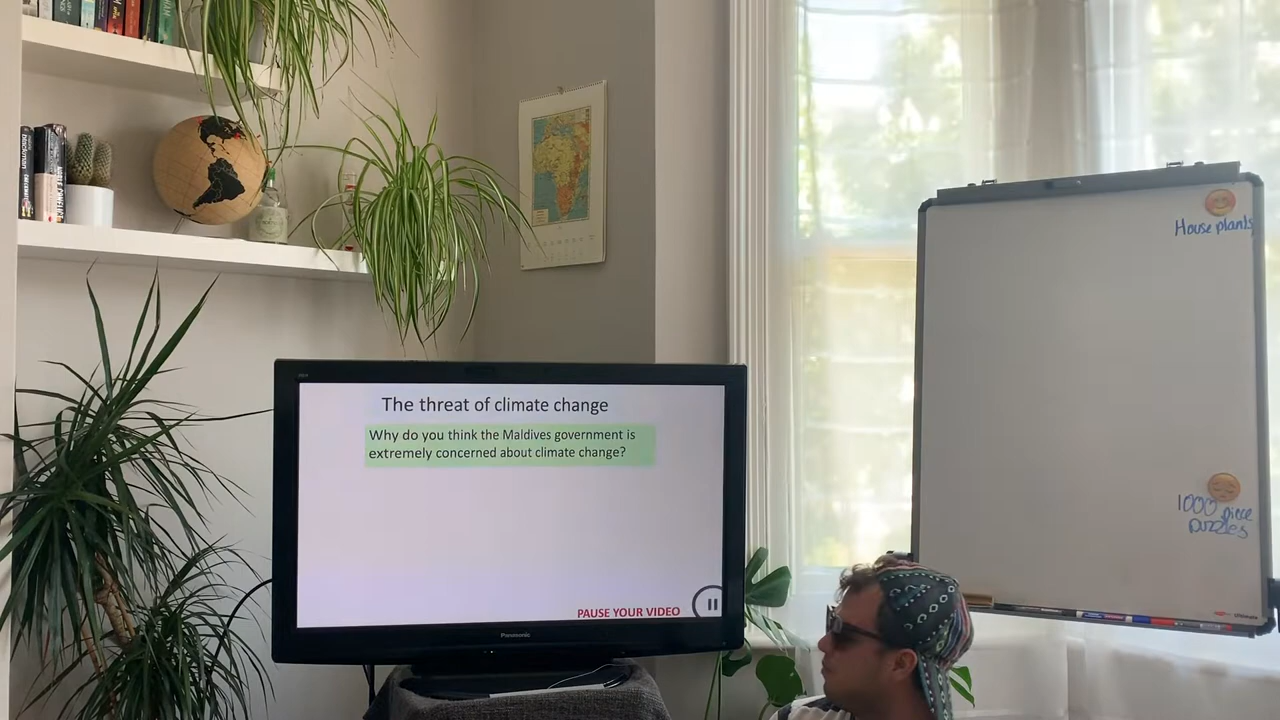 The threat of climate change
Why do you think the Maldives government is
extremely concerned about climate change?
PAUSE YOUR VIDEO
Panasonic
House plants
1000 piece
puzzles